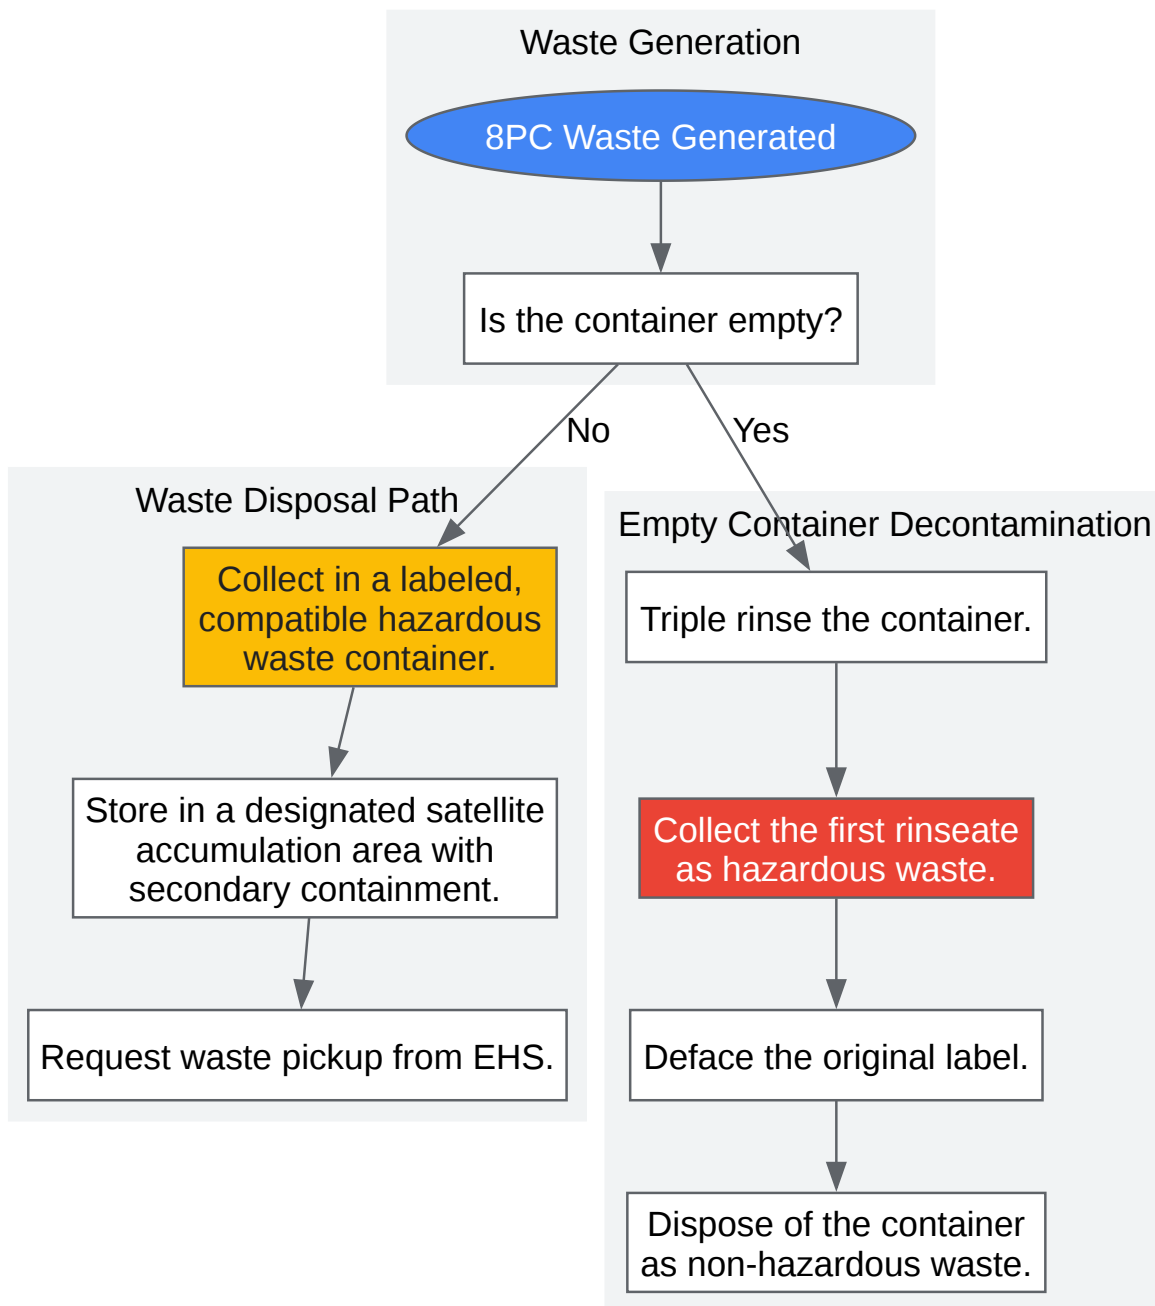 Waste Generation
8PC Waste Generated
Is the container empty?
No
Yes
Waste Disposal Path
Collect in a labeled,
compatible hazardous
waste container.
Store in a designated satellite
accumulation area with
secondary containment.
Request waste pickup from EHS.
Empty Container Decontamination
Triple rinse the container.
Collect the first rinseate
as hazardous waste.
Deface the original label.
Dispose of the container
as non-hazardous waste.